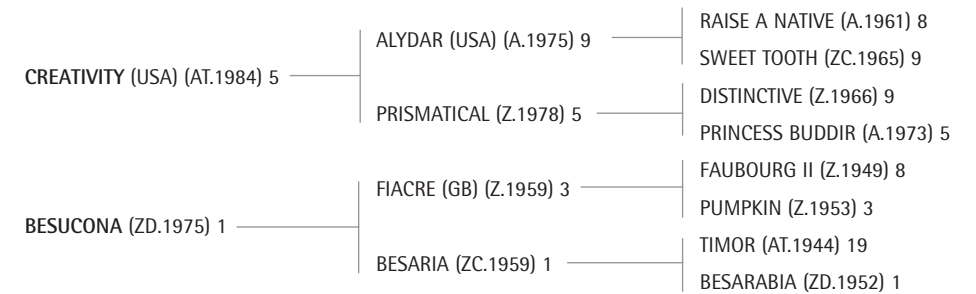 RAISE A NATIVE (A.1961) 8
ALYDAR (USA) (A.1975) 9
SWEET TOOTH (ZC.1965) 9
CREATIVITY (USA) (AT.1984) 5
DISTINCTIVE (Z.1966) 9
PRISMATICAL (Z.1978) 5
PRINCESS BUDDIR (A.1973) 5
FAUBOURG II (Z.1949) 8
FIACRE (GB) (Z.1959) 3
PUMPKIN (Z.1953) 3
BESUCONA (ZD.1975) 1
TIMOR (AT.1944) 19
BESARIA (ZC.1959) 1
BESARABIA (ZD.1952) 1